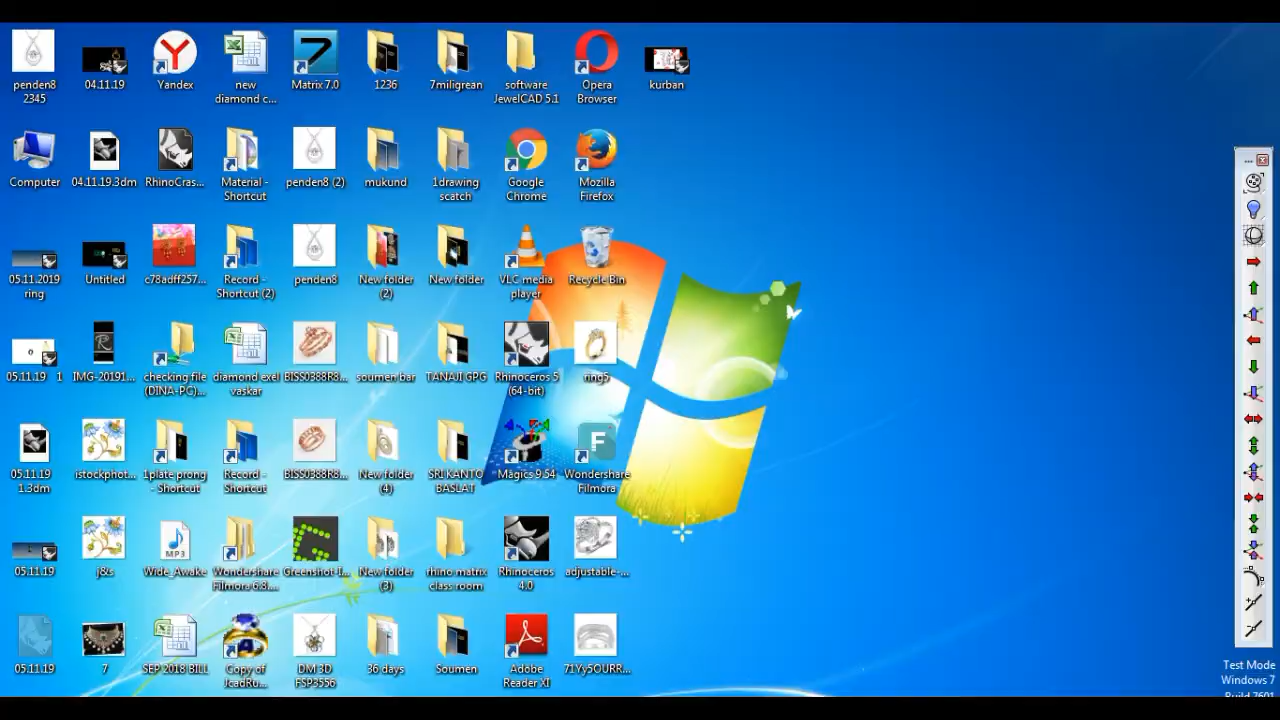 penden8
2345
04.11.19
Yandex
new
diamond c...
Matrix 7.0
1236
7miligrean
software
JewelCAD 5.1
Opera
Browser
kurban
Computer
04.11.19.3dm
RhinoCras...
Material -
Shortcut
penden8 (2)
mukund
1drawing
scatch
Google
Chrome
Mozilla
Firefox
05.11.2019
ring
Untitled
c78adff257...
Record -
Shortcut (2)
penden8
New folder
(2)
New folder
VLC media
player
Recycle Bin
05.11.19 1
IMG-20191...
checking file
(DINA-PC)...
diamond exel
vaskar
BISS0388R8...
soumen bar
TANAJI GPG
Rhinoceros 5
(64-bit)
ring5
05.11.19
1.3dm
istockphot...
1plate prong
- Shortcut
Record -
Shortcut
BISS0388R8...
New folder
(4)
SRI KANTO
BASLAT
Magics 9.54
Wondershare
Filmora
05.11.19
j&s
MP3
Wide_Awake
Wondershare
Filmora 6.8....
Greenshot-I...
New folder
(3)
rhino matrix
class room
Rhinoceros
4.0
adjustable-...
05.11.19
7
SEP 2018 BILL
Copy of
JcadRu...
DM 3D
FSP3556
36 days
Soumen
Adobe
Reader XI
71Yy5OURR...
Test Mode
Windows 7
Build 7601